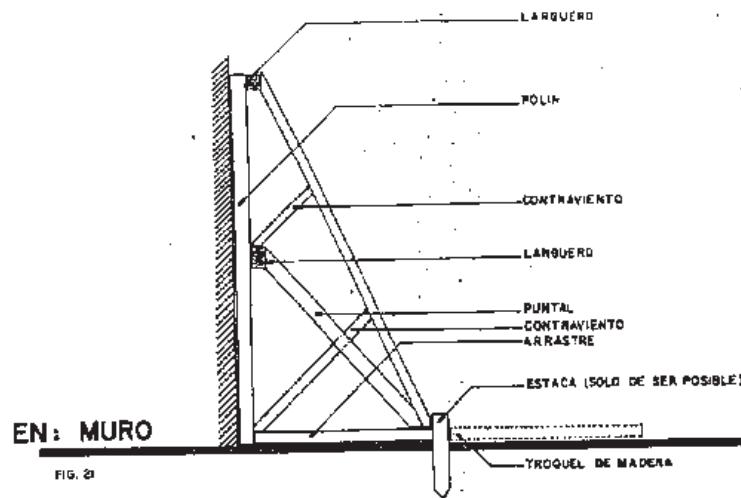 LARGUERO
POLIN
CONTRAVIENTO
LARGUERO
PUNTAL
CONTRAVIENTO
ARRASTRE
ESTACA (SOLO DE SER POSIBLE)
EN: MURO
TROQUEL DE MADERA
FIG. 21